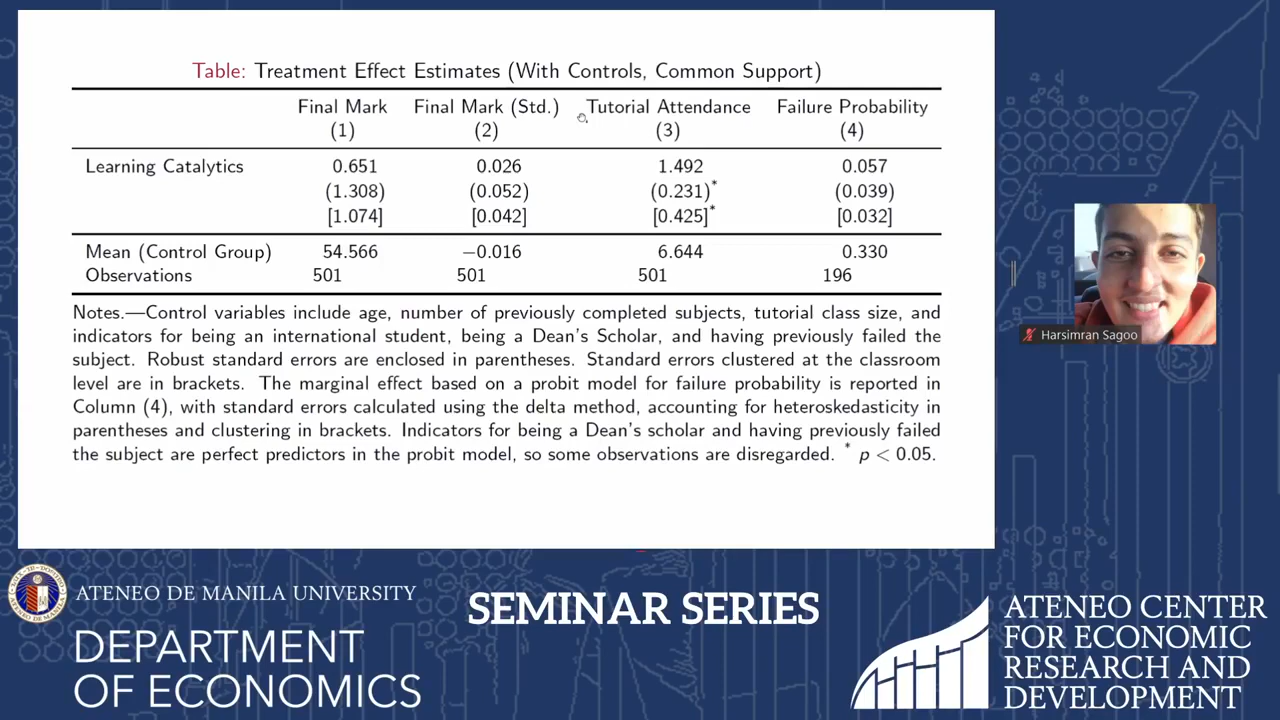 Table: Treatment Effect Estimates (With Controls, Common Support)
Final Mark Final Mark (Std.) Tutorial Attendance Failure Probability
(1) (2) (3) (4)
Learning Catalytics 0.651 0.026 1.492 0.057
(1.308) (0.052) (0.231)* (0.039)
[1.074] [0.042] [0.425]* [0.032]
Mean (Control Group) 54.566 −0.016 6.644 0.330
Observations 501 501 501 196
Notes.—Control variables include age, number of previously completed subjects, tutorial class size, and
indicators for being an international student, being a Dean's Scholar, and having previously failed the
subject. Robust standard errors are enclosed in parentheses. Standard errors clustered at the classroom
level are in brackets. The marginal effect based on a probit model for failure probability is reported in
Column (4), with standard errors calculated using the delta method, accounting for heteroskedasticity in
parentheses and clustering in brackets. Indicators for being a Dean's scholar and having previously failed
the subject are perfect predictors in the probit model, so some observations are disregarded. * p < 0.05.
Harsimran Sagoo
ATENEO DE MANILA UNIVERSITY
DEPARTMENT
OF ECONOMICS
SEMINAR SERIES
ATENEO CENTER
FOR ECONOMIC
RESEARCH AND
DEVELOPMENT